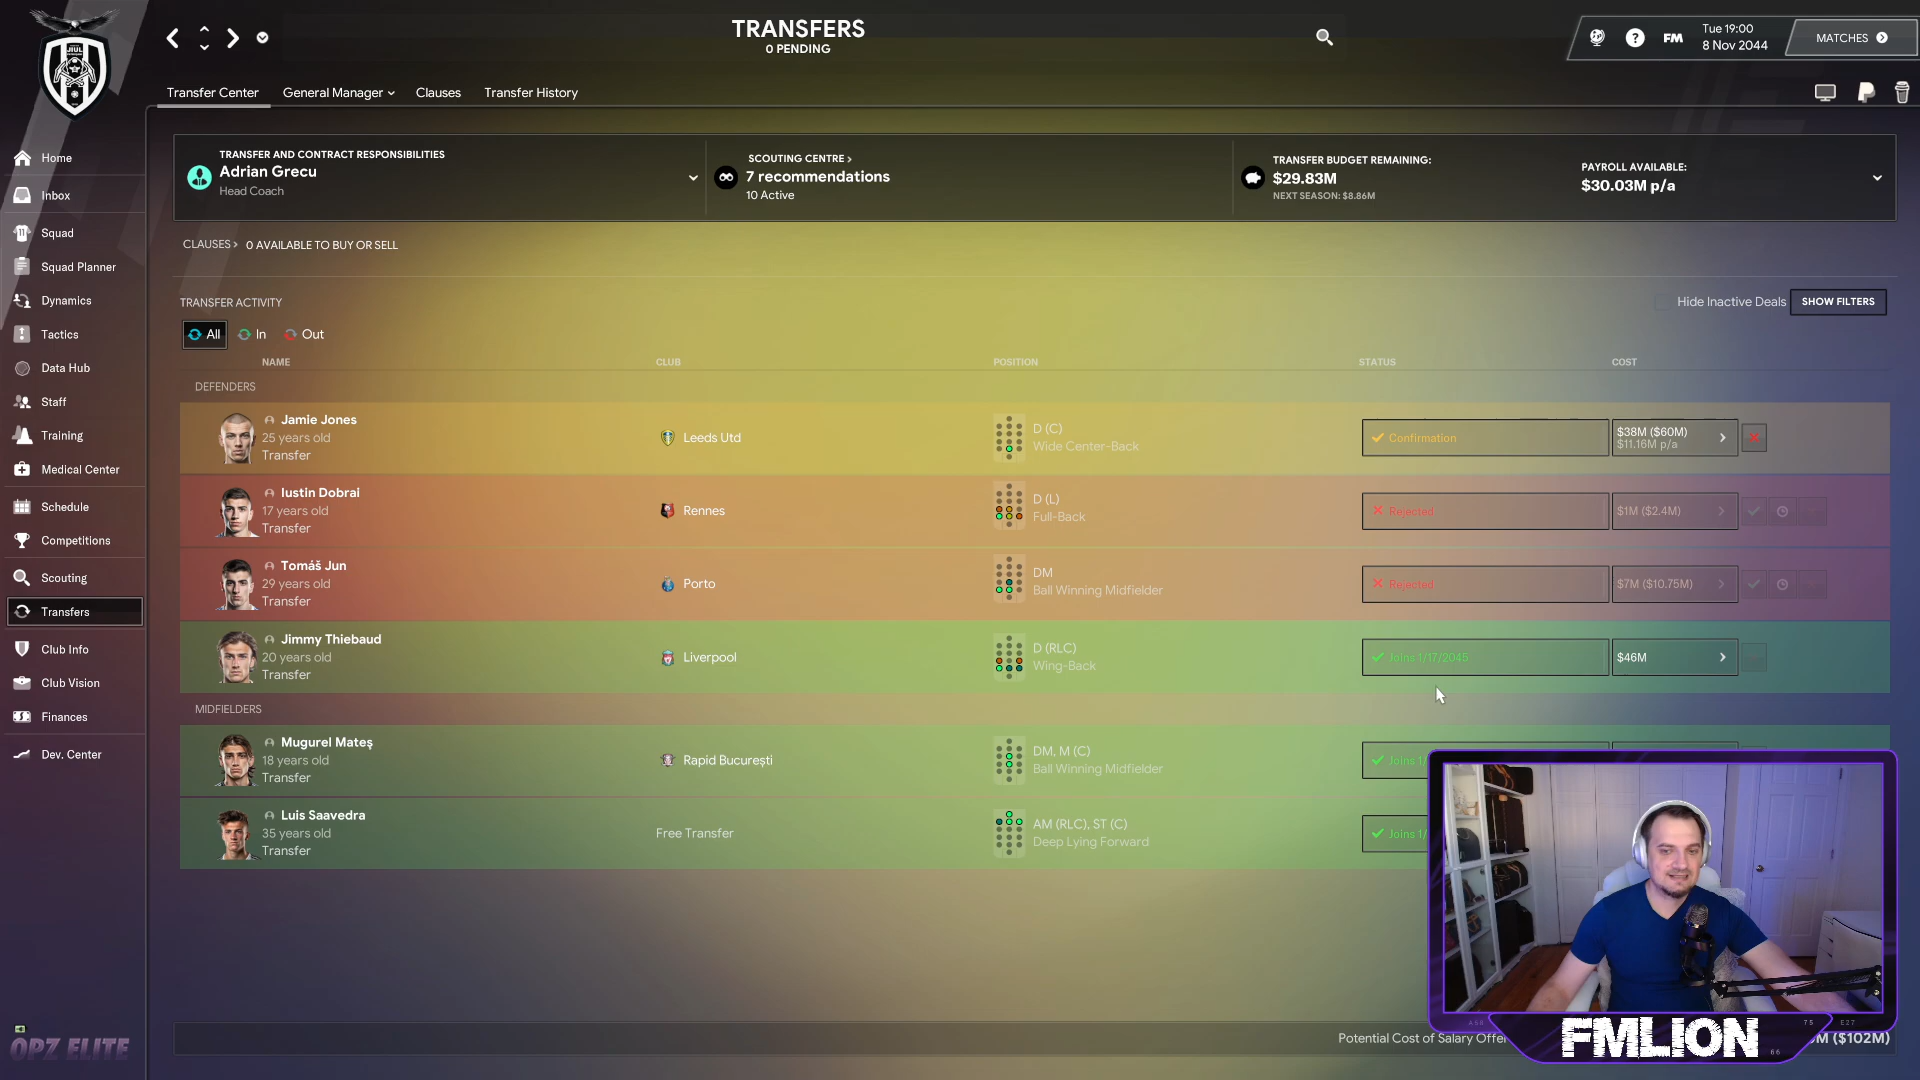 TRANSFERS
0 PENDING
FM
Tue 19:00
8 Nov 2044
MATCHES
Transfer Center
General Manager
Clauses
Transfer History
Home
Inbox
Squad
Squad Planner
Dynamics
Tactics
Data Hub
Staff
Training
Medical Center
Schedule
Competitions
Scouting
Transfers
Club Info
Club Vision
Finances
Dev. Center
OPZ ELITE
TRANSFER AND CONTRACT RESPONSIBILITIES
Adrian Grecu
Head Coach
SCOUTING CENTRE >
7 recommendations
10 Active
TRANSFER BUDGET REMAINING:
$29.83M
NEXT SEASON: $8.86M
PAYROLL AVAILABLE:
$30.03M p/a
CLAUSES > 0 AVAILABLE TO BUY OR SELL
TRANSFER ACTIVITY
Hide Inactive Deals
SHOW FILTERS
All In Out
NAME CLUB POSITION STATUS COST
DEFENDERS
Jamie Jones
25 years old
Transfer
Leeds Utd
D (C)
Wide Center-Back
Confirmation
$38M ($60M)
$11.16M p/a
Iustin Dobrai
17 years old
Transfer
Rennes
D (L)
Full-Back
Rejected
$1M ($2.4M)
Tomáš Jun
29 years old
Transfer
Porto
DM
Ball Winning Midfielder
Rejected
$7M ($10.75M)
Jimmy Thiebaud
20 years old
Transfer
Liverpool
D (RLC)
Wing-Back
Joins 1/17/2045
$46M
MIDFIELDERS
Mugurel Mateș
18 years old
Transfer
Rapid București
DM, M (C)
Ball Winning Midfielder
Joins 1/
Luis Saavedra
35 years old
Transfer
Free Transfer
AM (RLC), ST (C)
Deep Lying Forward
Joins 1/
Potential Cost of Salary Offer
M ($102M)
FMLION